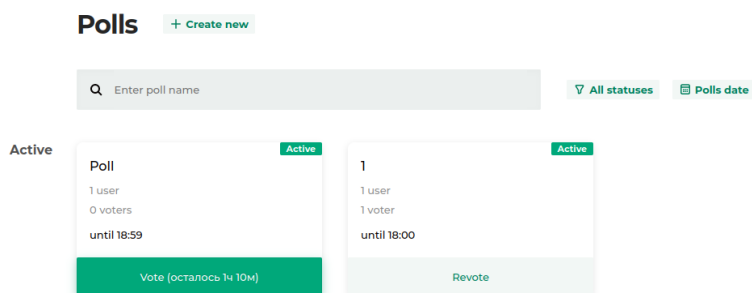 Polls
+ Create new
Enter poll name
All statuses
Polls date
Active
Active
Poll
1 user
0 voters
until 18:59
Vote (осталось 1ч 10м)
Active
1
1 user
1 voter
until 18:00
Revote